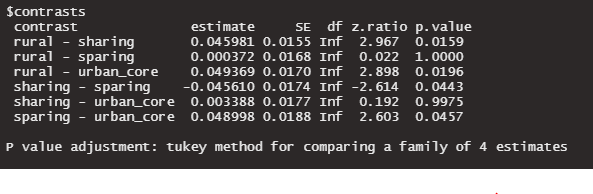 $contrasts
contrast estimate SE df z.ratio p.value
rural - sharing 0.045981 0.0155 Inf 2.967 0.0159
rural - sparing 0.000372 0.0168 Inf 0.022 1.0000
rural - urban_core 0.049369 0.0170 Inf 2.898 0.0196
sharing - sparing -0.045610 0.0174 Inf -2.614 0.0443
sharing - urban_core 0.003388 0.0177 Inf 0.192 0.9975
sparing - urban_core 0.048998 0.0188 Inf 2.603 0.0457
P value adjustment: tukey method for comparing a family of 4 estimates